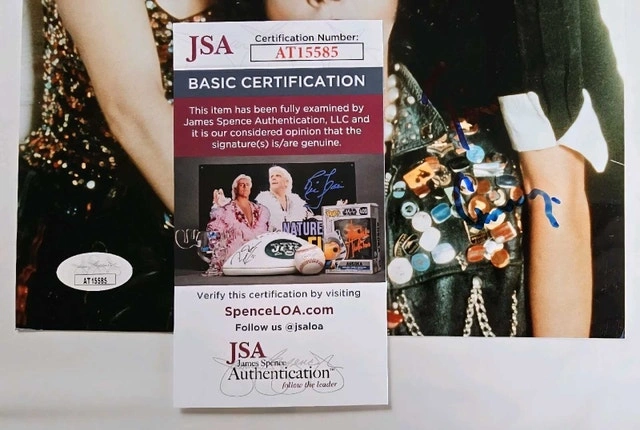 JSA
Certification Number:
AT15585
BASIC CERTIFICATION
This item has been fully examined by
James Spence Authentication, LLC and
it is our considered opinion that the
signature(s) is/are genuine.
NATURE
AT15585
Verify this certification by visiting
SpenceLOA.com
Follow us @jsaloa
JSA
James Spence
Authentication™
follow the leader